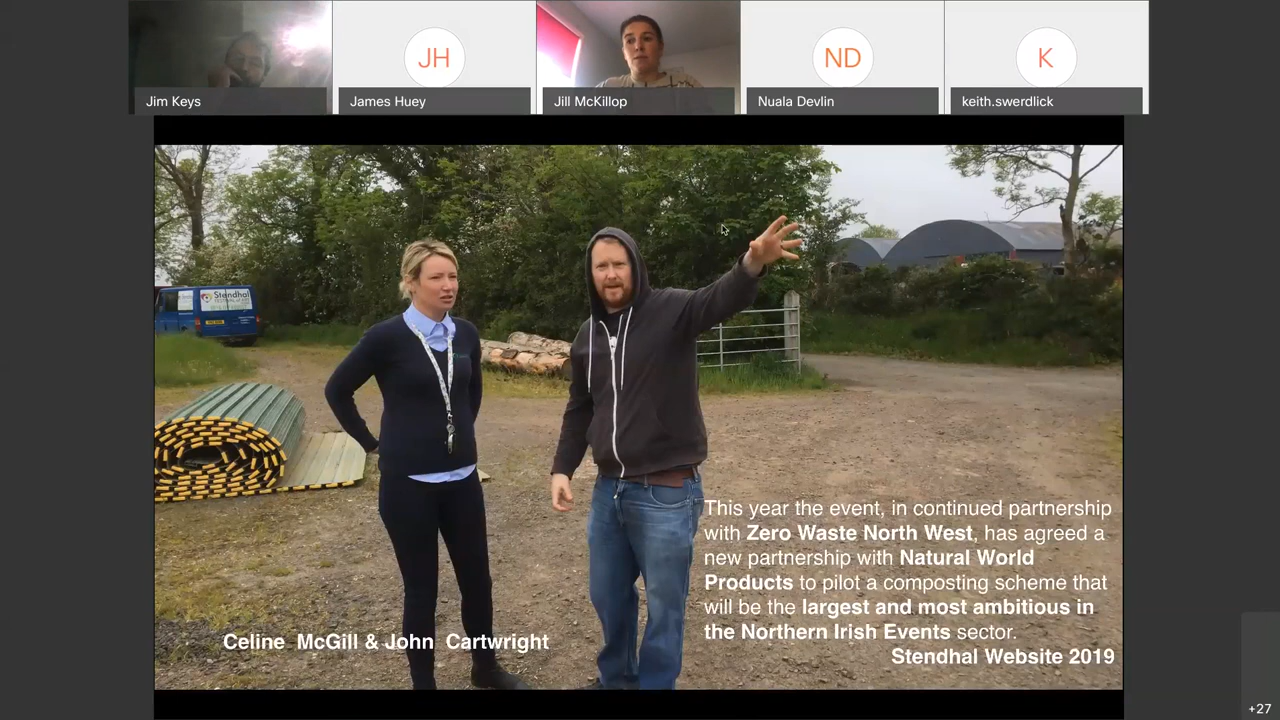 Jim Keys
JH
James Huey
Jill McKillop
ND
Nuala Devlin
K
keith.swerdlick
Stendhal
This year the event, in continued partnership
with Zero Waste North West, has agreed a
new partnership with Natural World
Products to pilot a composting scheme that
will be the largest and most ambitious in
the Northern Irish Events sector.
Stendhal Website 2019
Celine McGill & John Cartwright
+27